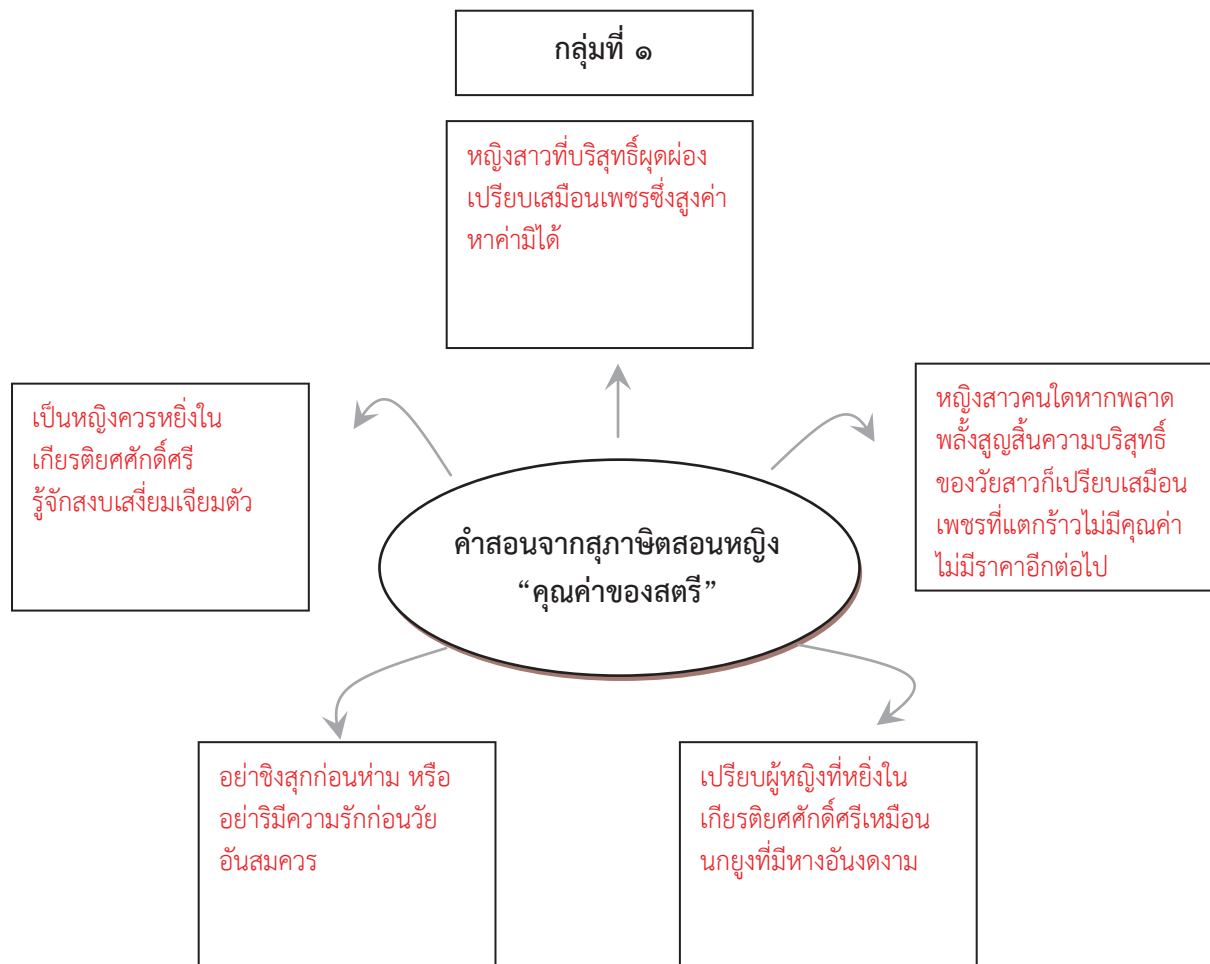 กลุ่มที่ ๑
หญิงสาวที่บริสุทธิ์ผุดผ่อง
เปรียบเสมือนเพชรซึ่งสูงค่า
หาค่ามิได้
เป็นหญิงควรหยิ่งใน
เกียรติยศศักดิ์ศรี
รู้จักสงบเสงี่ยมเจียมตัว
หญิงสาวคนใดหากพลาด
พลั้งสูญสิ้นความบริสุทธิ์
ของวัยสาวก็เปรียบเสมือน
เพชรที่แตกร้าวไม่มีคุณค่า
ไม่มีราคาอีกต่อไป
คำสอนจากสุภาษิตสอนหญิง
“คุณค่าของสตรี”
อย่าชิงสุกก่อนห่าม หรือ
อย่าริมีความรักก่อนวัย
อันสมควร
เปรียบผู้หญิงที่หยิ่งใน
เกียรติยศศักดิ์ศรีเหมือน
นกยูงที่มีหางอันงดงาม